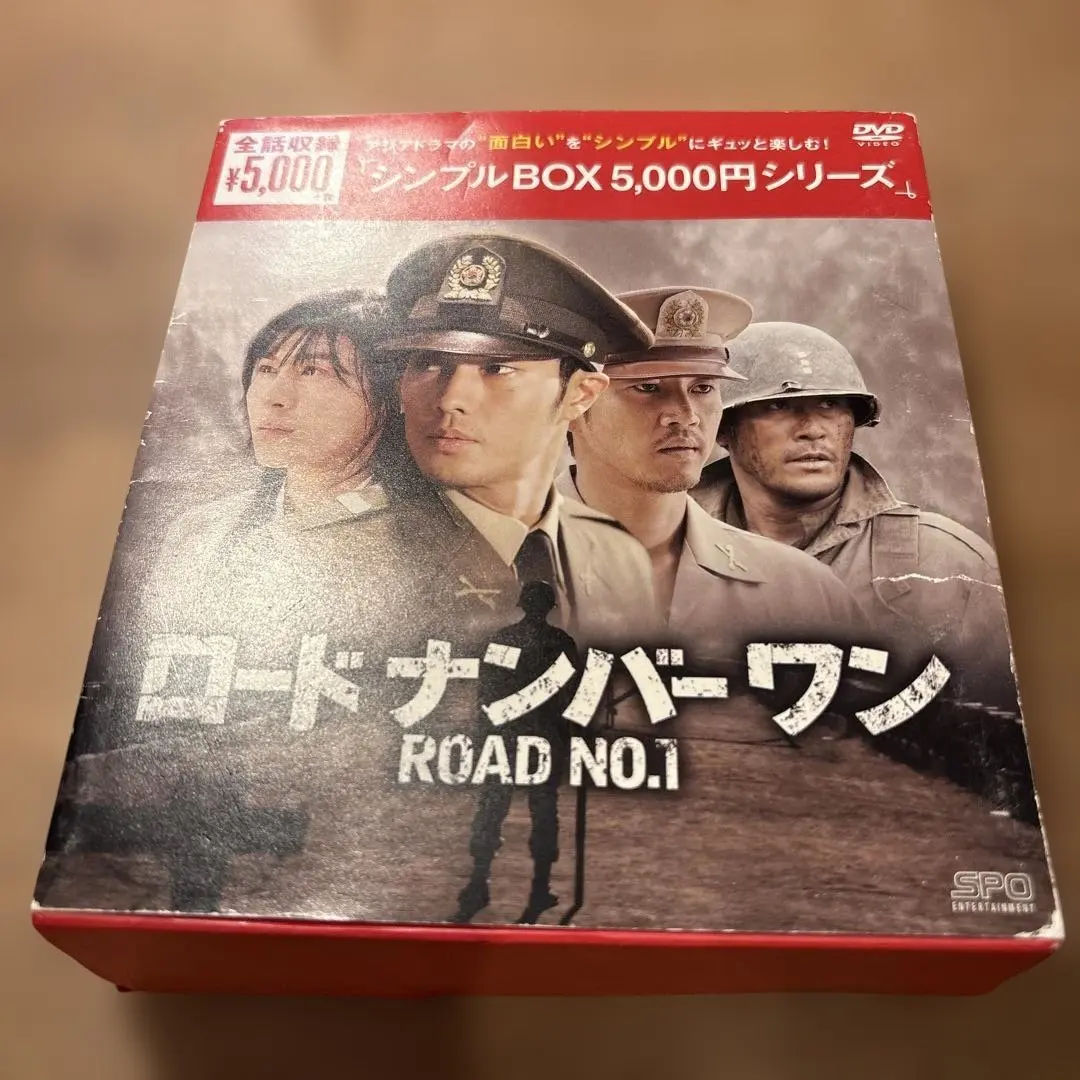 全話収録
¥5,000
+税
アジアドラマの"面白い"を"シンプル"にギュッと楽しむ!
シンプルBOX 5,000円シリーズ
DVD
VIDEO
ロードナンバーワン
ROAD NO.1
SPO
ENTERTAINMENT